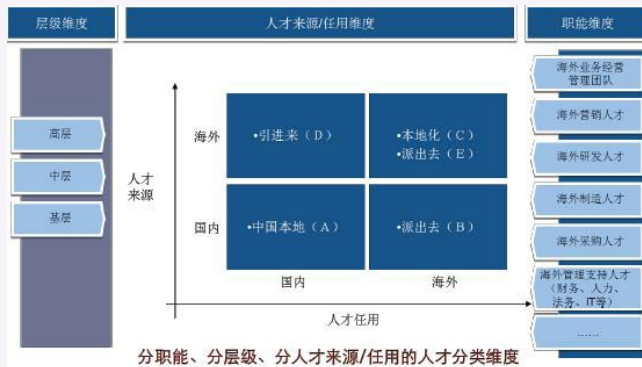 层级维度
人才来源/任用维度
职能维度
高层
中层
基层
人才
来源
海外
国内
•引进来（D）
•本地化（C）
•派出去（E）
•中国本地（A）
•派出去（B）
国内
海外
人才任用
海外业务经营
管理团队
海外营销人才
海外研发人才
海外制造人才
海外采购人才
海外管理支持人才
（财务、人力、
法务、IT等）
......
分职能、分层级、分人才来源/任用的人才分类维度